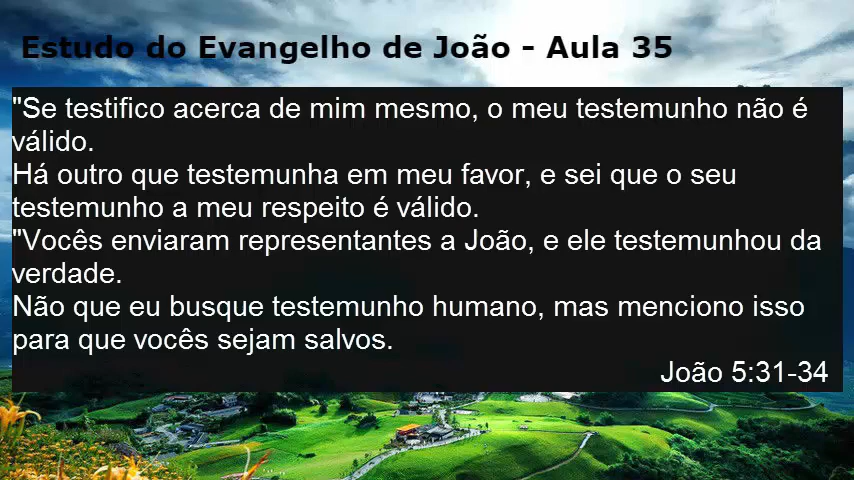 Estudo do Evangelho de João - Aula 35
"Se testifico acerca de mim mesmo, o meu testemunho não é
válido.
Há outro que testemunha em meu favor, e sei que o seu
testemunho a meu respeito é válido.
"Vocês enviaram representantes a João, e ele testemunhou da
verdade.
Não que eu busque testemunho humano, mas menciono isso
para que vocês sejam salvos.
João 5:31-34